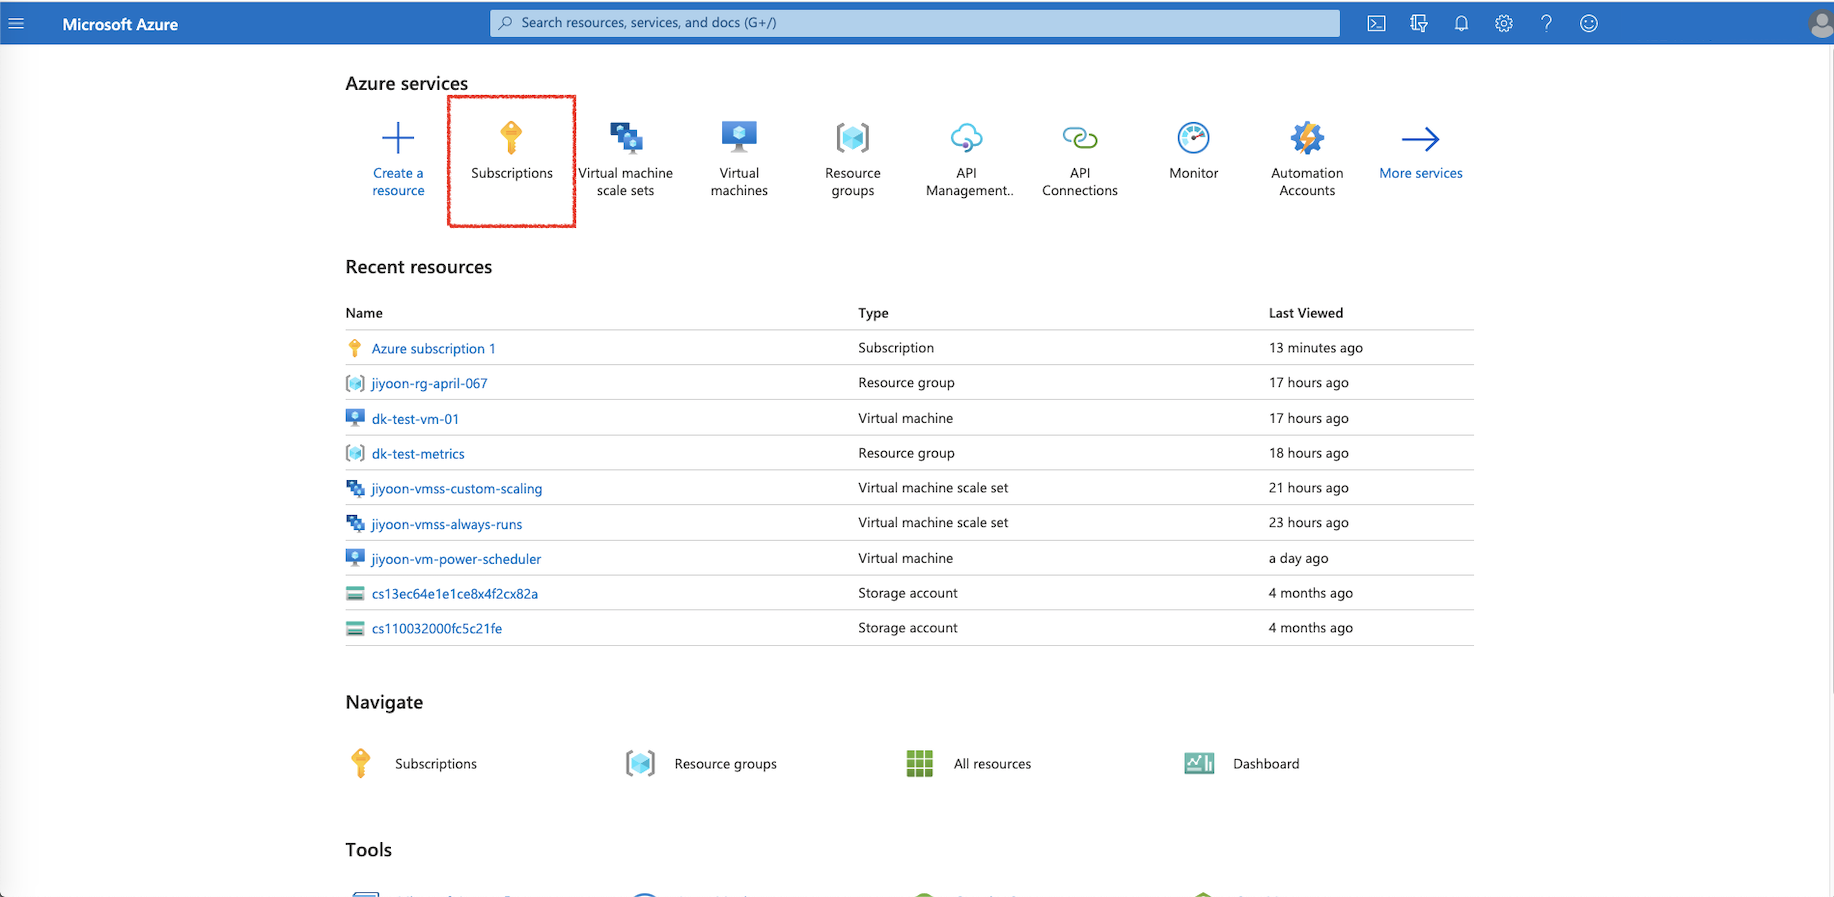 Microsoft Azure
Search resources, services, and docs (G+/)
Azure services
Create a resource
Subscriptions
Virtual machine scale sets
Virtual machines
Resource groups
API Management..
API Connections
Monitor
Automation Accounts
More services
Recent resources
Name Type Last Viewed
Azure subscription 1 Subscription 13 minutes ago
jiyoon-rg-april-067 Resource group 17 hours ago
dk-test-vm-01 Virtual machine 17 hours ago
dk-test-metrics Resource group 18 hours ago
jiyoon-vmss-custom-scaling Virtual machine scale set 21 hours ago
jiyoon-vmss-always-runs Virtual machine scale set 23 hours ago
jiyoon-vm-power-scheduler Virtual machine a day ago
cs13ec64e1e1ce8x4f2cx82a Storage account 4 months ago
cs110032000fc5c21fe Storage account 4 months ago
Navigate
Subscriptions Resource groups All resources Dashboard
Tools